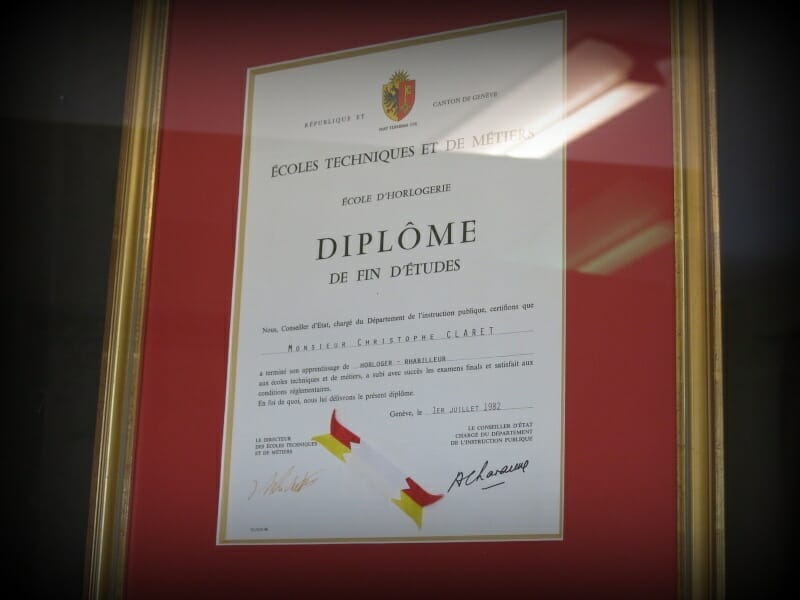 RÉPUBLIQUE ET CANTON DE GENÈVE
POST TENEBRAS LUX
ÉCOLES TECHNIQUES ET DE MÉTIERS
ÉCOLE D'HORLOGERIE
DIPLÔME
DE FIN D'ÉTUDES
Nous, Conseiller d'État, chargé du Département de l'instruction publique, certifions que
MONSIEUR CHRISTOPHE CLARET
a terminé son apprentissage de HORLOGER - RHABILLEUR
aux écoles techniques et de métiers, a subi avec succès les examens finals et satisfait aux
conditions réglementaires.
En foi de quoi, nous lui délivrons le présent diplôme.
Genève, le 1ER JUILLET 1982
LE DIRECTEUR
DES ÉCOLES TECHNIQUES
ET DE MÉTIERS
LE CONSEILLER D'ÉTAT
CHARGÉ DU DÉPARTEMENT
DE L'INSTRUCTION PUBLIQUE